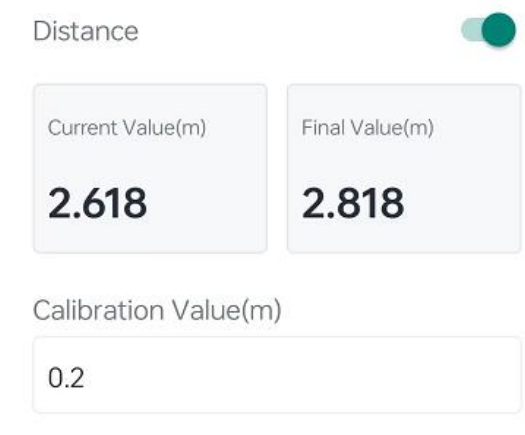 Distance
Current Value(m)
Final Value(m)
2.618
2.818
Calibration Value(m)
0.2